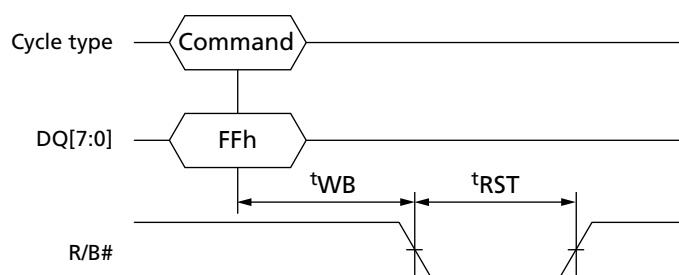 Cycle type Command
DQ[7:0] FFh
tWB tRST
R/B#